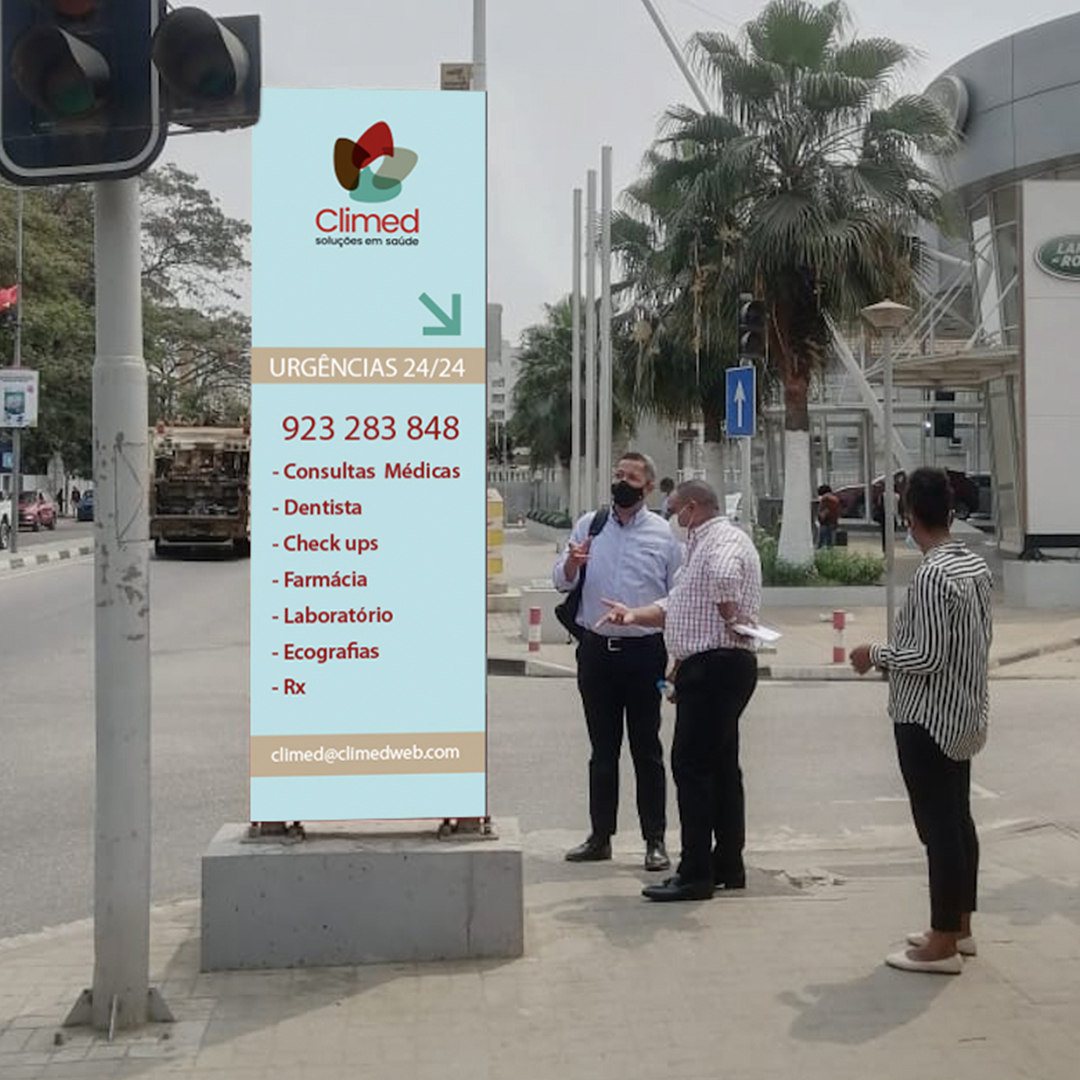 Climed
soluções em saúde
URGÊNCIAS 24/24
923 283 848
- Consultas Médicas
- Dentista
- Check ups
- Farmácia
- Laboratório
- Ecografias
- Rx
climed@climedweb.com